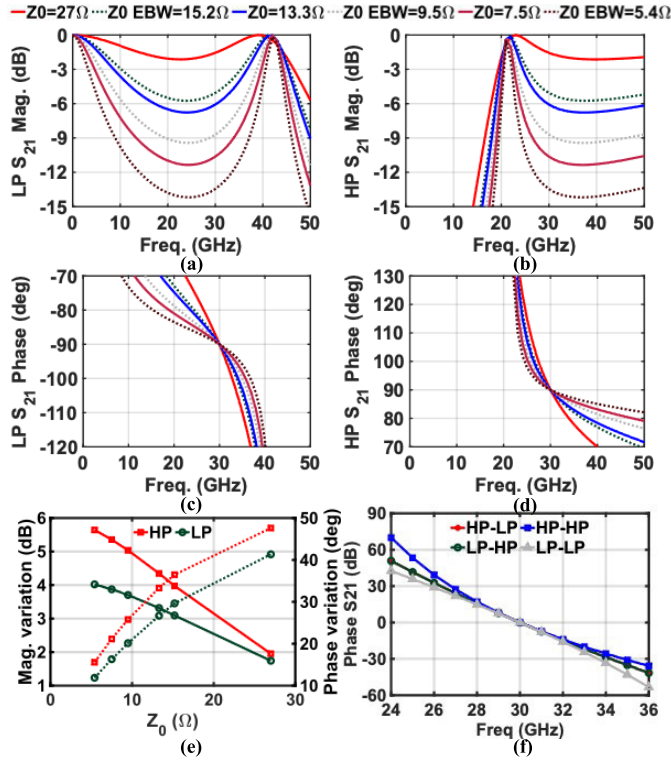 Z0=27Ω Z0 EBW=15.2Ω Z0=13.3Ω Z0 EBW=9.5Ω Z0=7.5Ω Z0 EBW=5.4Ω
LP S21 Mag. (dB)
0
-3
-6
-9
-12
-15
0 10 20 30 40 50
Freq. (GHz)
(a)
HP S21 Mag. (dB)
0
-3
-6
-9
-12
-15
0 10 20 30 40 50
Freq. (GHz)
(b)
LP S21 Phase (deg)
-70
-80
-90
-100
-110
-120
0 10 20 30 40 50
Freq. (GHz)
(c)
HP S21 Phase (deg)
130
120
110
100
90
80
70
0 10 20 30 40 50
Freq. (GHz)
(d)
Mag. variation (dB)
6
5
4
3
2
1
HP LP
50
40
30
20
10
Phase variation (deg)
0 10 20 30
Z0 (Ω)
(e)
Phase S21 (dB)
90
60
30
0
-30
-60
HP-LP HP-HP
LP-HP LP-LP
24 26 28 30 32 34 36
Freq (GHz)
(f)